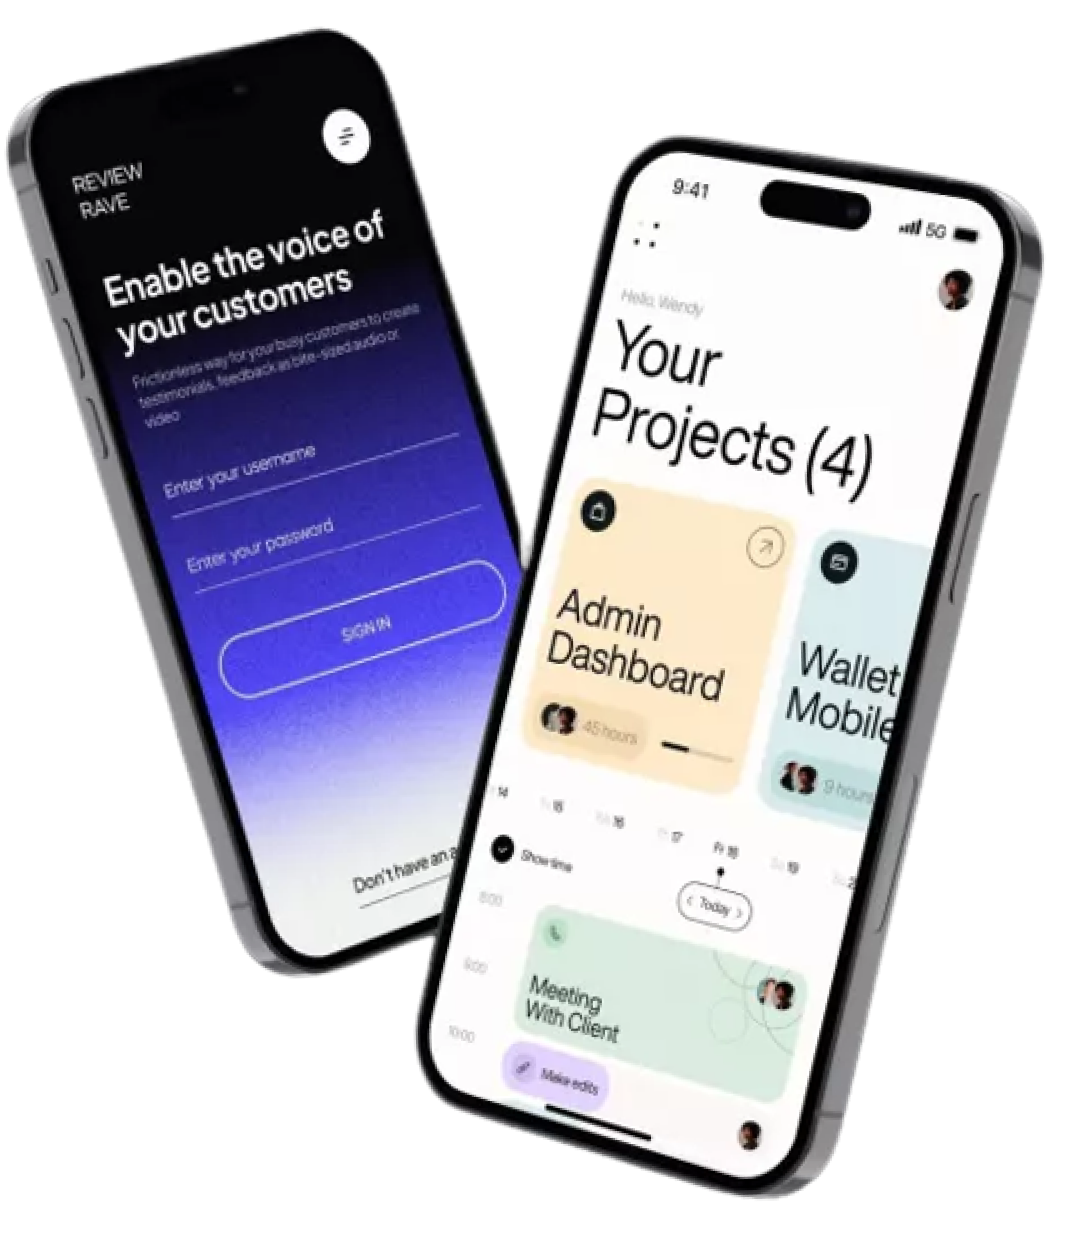 REVIEW
RAVE
Enable the voice of
your customers
Frictionless way for your busy customers to create
testimonials, feedback as bite-sized audio or
video
Enter your username
Enter your password
SIGN IN
Don't have an a
9:41
5G
Hello, Wendy
Your
Projects (4)
Admin
Dashboard
45 hours
Wallet
Mobile
9 hours
14
15
16
17
Fr 18
19
2
Show time
Today
8:00
9:00
10:00
Meeting
With Client
Make edits